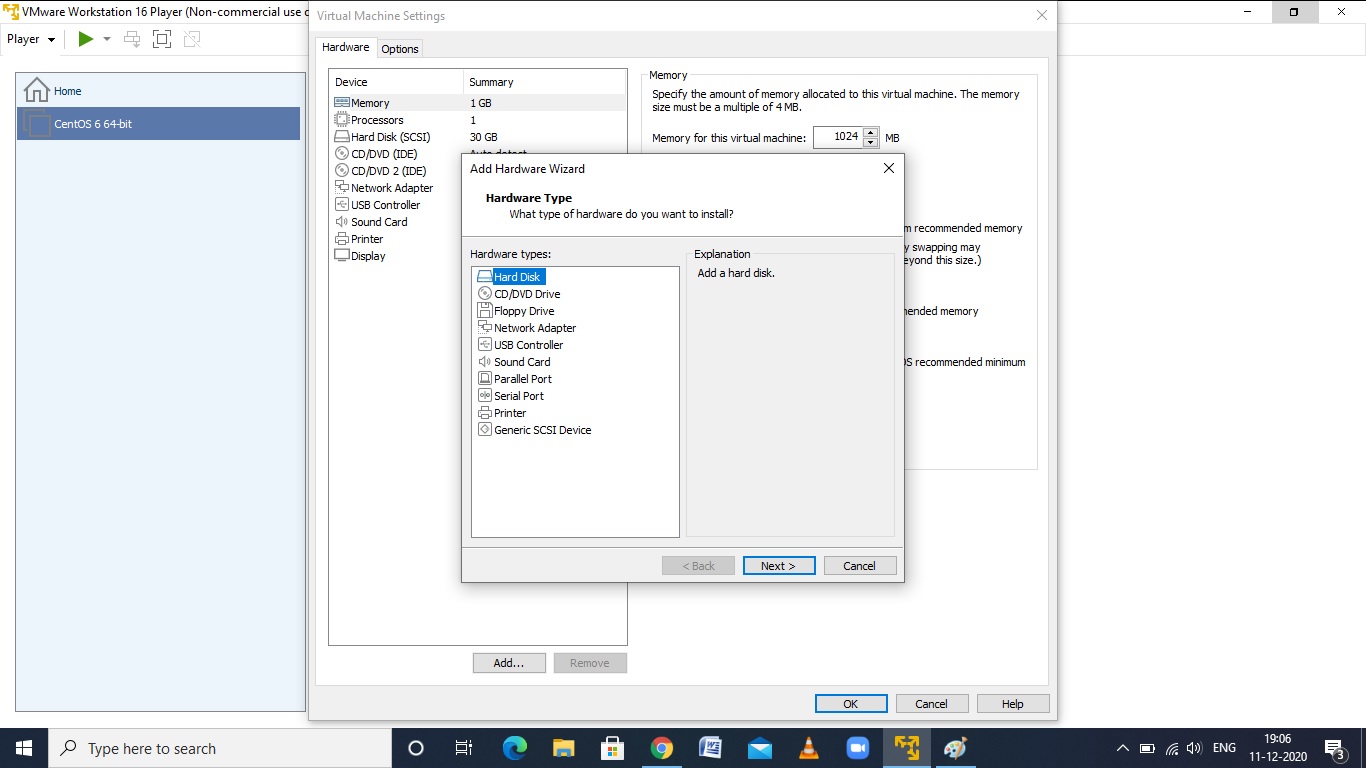 VMware Workstation 16 Player (Non-commercial use o
Player
Home
CentOS 6 64-bit
Virtual Machine Settings
Hardware
Options
Device
Summary
Memory
1 GB
Processors
1
Hard Disk (SCSI)
30 GB
CD/DVD (IDE)
Auto detect
CD/DVD 2 (IDE)
Network Adapter
USB Controller
Sound Card
Printer
Display
Add...
Remove
Memory
Specify the amount of memory allocated to this virtual machine. The memory
size must be a multiple of 4 MB.
Memory for this virtual machine:
1024
MB
m recommended memory
y swapping may
eyond this size.)
ended memory
OS recommended minimum
Add Hardware Wizard
Hardware Type
What type of hardware do you want to install?
Hardware types:
Hard Disk
CD/DVD Drive
Floppy Drive
Network Adapter
USB Controller
Sound Card
Parallel Port
Serial Port
Printer
Generic SCSI Device
Explanation
Add a hard disk.
< Back
Next >
Cancel
OK
Cancel
Help
Type here to search
ENG
19:06
11-12-2020
3